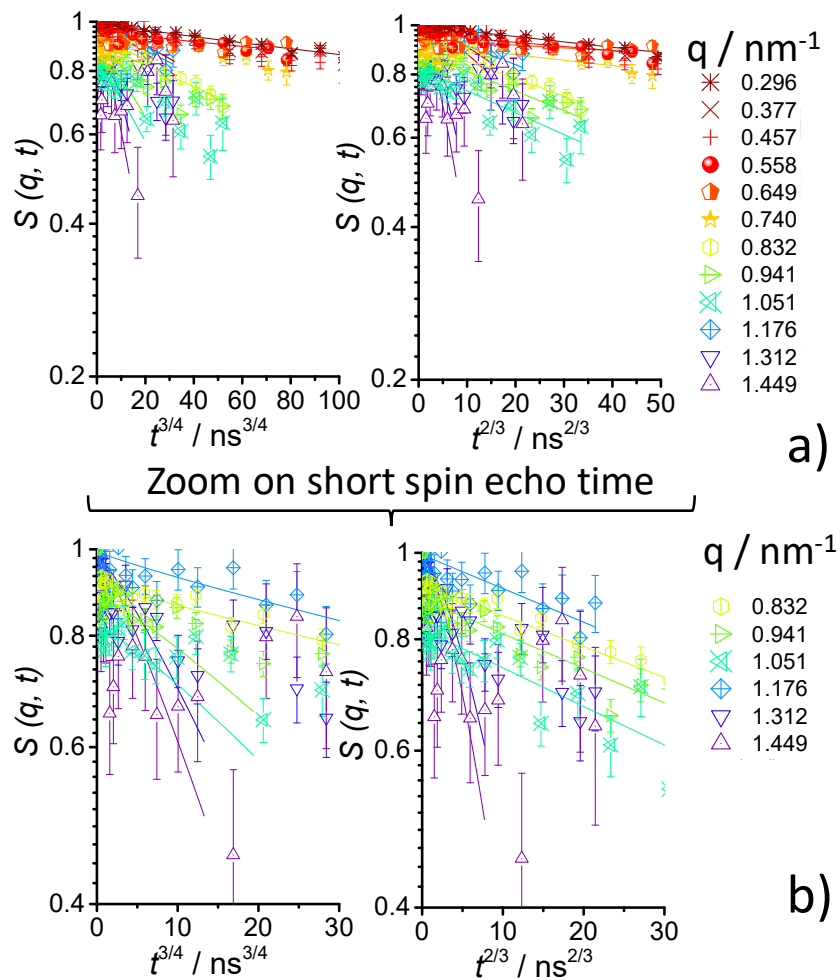 1
0.8
0.6
0.4
0.2
S (q, t)
0 20 40 60 80 100
t^{3/4} / ns^{3/4}
1
0.8
0.6
0.4
0.2
S (q, t)
0 10 20 30 40 50
t^{2/3} / ns^{2/3}
q / nm^{-1}
0.296
0.377
0.457
0.558
0.649
0.740
0.832
0.941
1.051
1.176
1.312
1.449
a)
Zoom on short spin echo time
1
0.8
0.6
0.4
S (q, t)
0 10 20 30
t^{3/4} / ns^{3/4}
1
0.8
0.6
0.4
S (q, t)
0 10 20 30
t^{2/3} / ns^{2/3}
q / nm^{-1}
0.832
0.941
1.051
1.176
1.312
1.449
b)